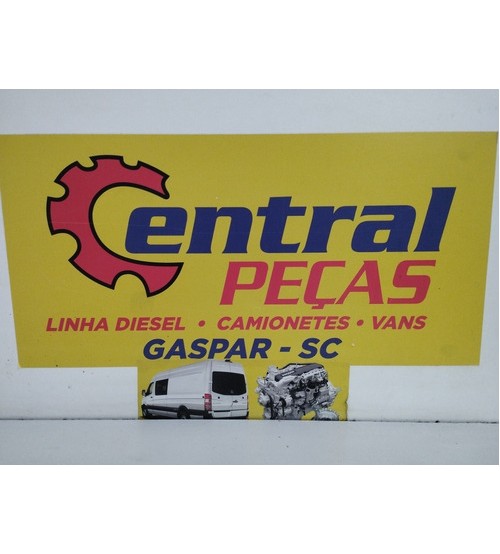 Central
PEÇAS
LINHA DIESEL • CAMIONETES • VANS
GASPAR - SC